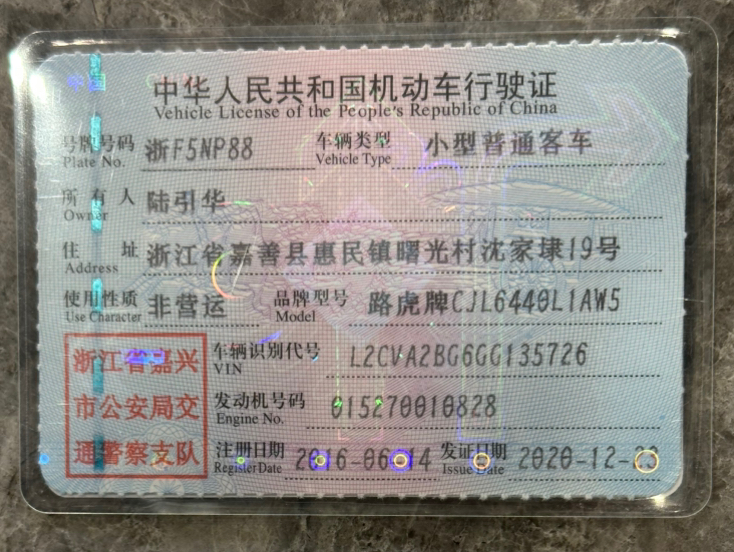 中华人民共和国机动车行驶证
Vehicle License of the People's Republic of China
号牌号码 浙F5NP88 车辆类型 小型普通客车
Plate No. Vehicle Type
所有人 陆引华
Owner
住址 浙江省嘉善县惠民镇曙光村沈家埭19号
Address
使用性质 非营运 品牌型号 路虎牌CJL6440L1AW5
Use Character Model
浙江省嘉兴 车辆识别代号 L2CVA2BG6GG135726
VIN
市公安局交 发动机号码 015270010828
Engine No.
通警察支队 注册日期 2016-06-14 发证日期 2020-12-
Register Date Issue Date